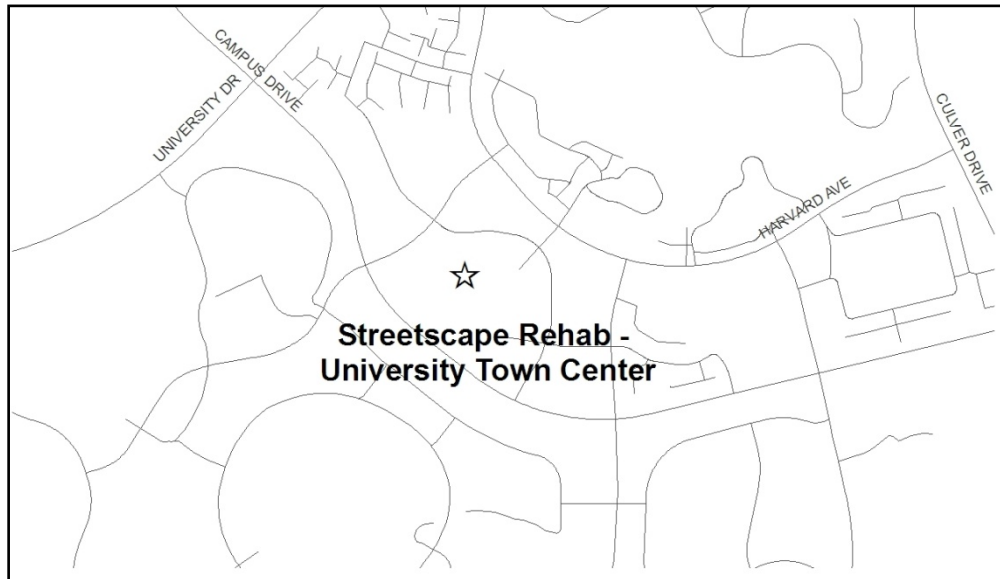 CAMPUS DRIVE
UNIVERSITY DR
CULVER DRIVE
HARVARD AVE
Streetscape Rehab -
University Town Center